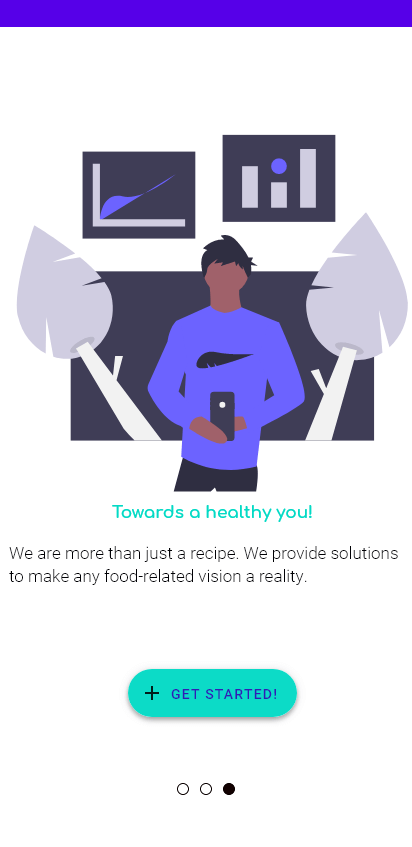 Towards a healthy you!
We are more than just a recipe. We provide solutions
to make any food-related vision a reality.
GET STARTED!